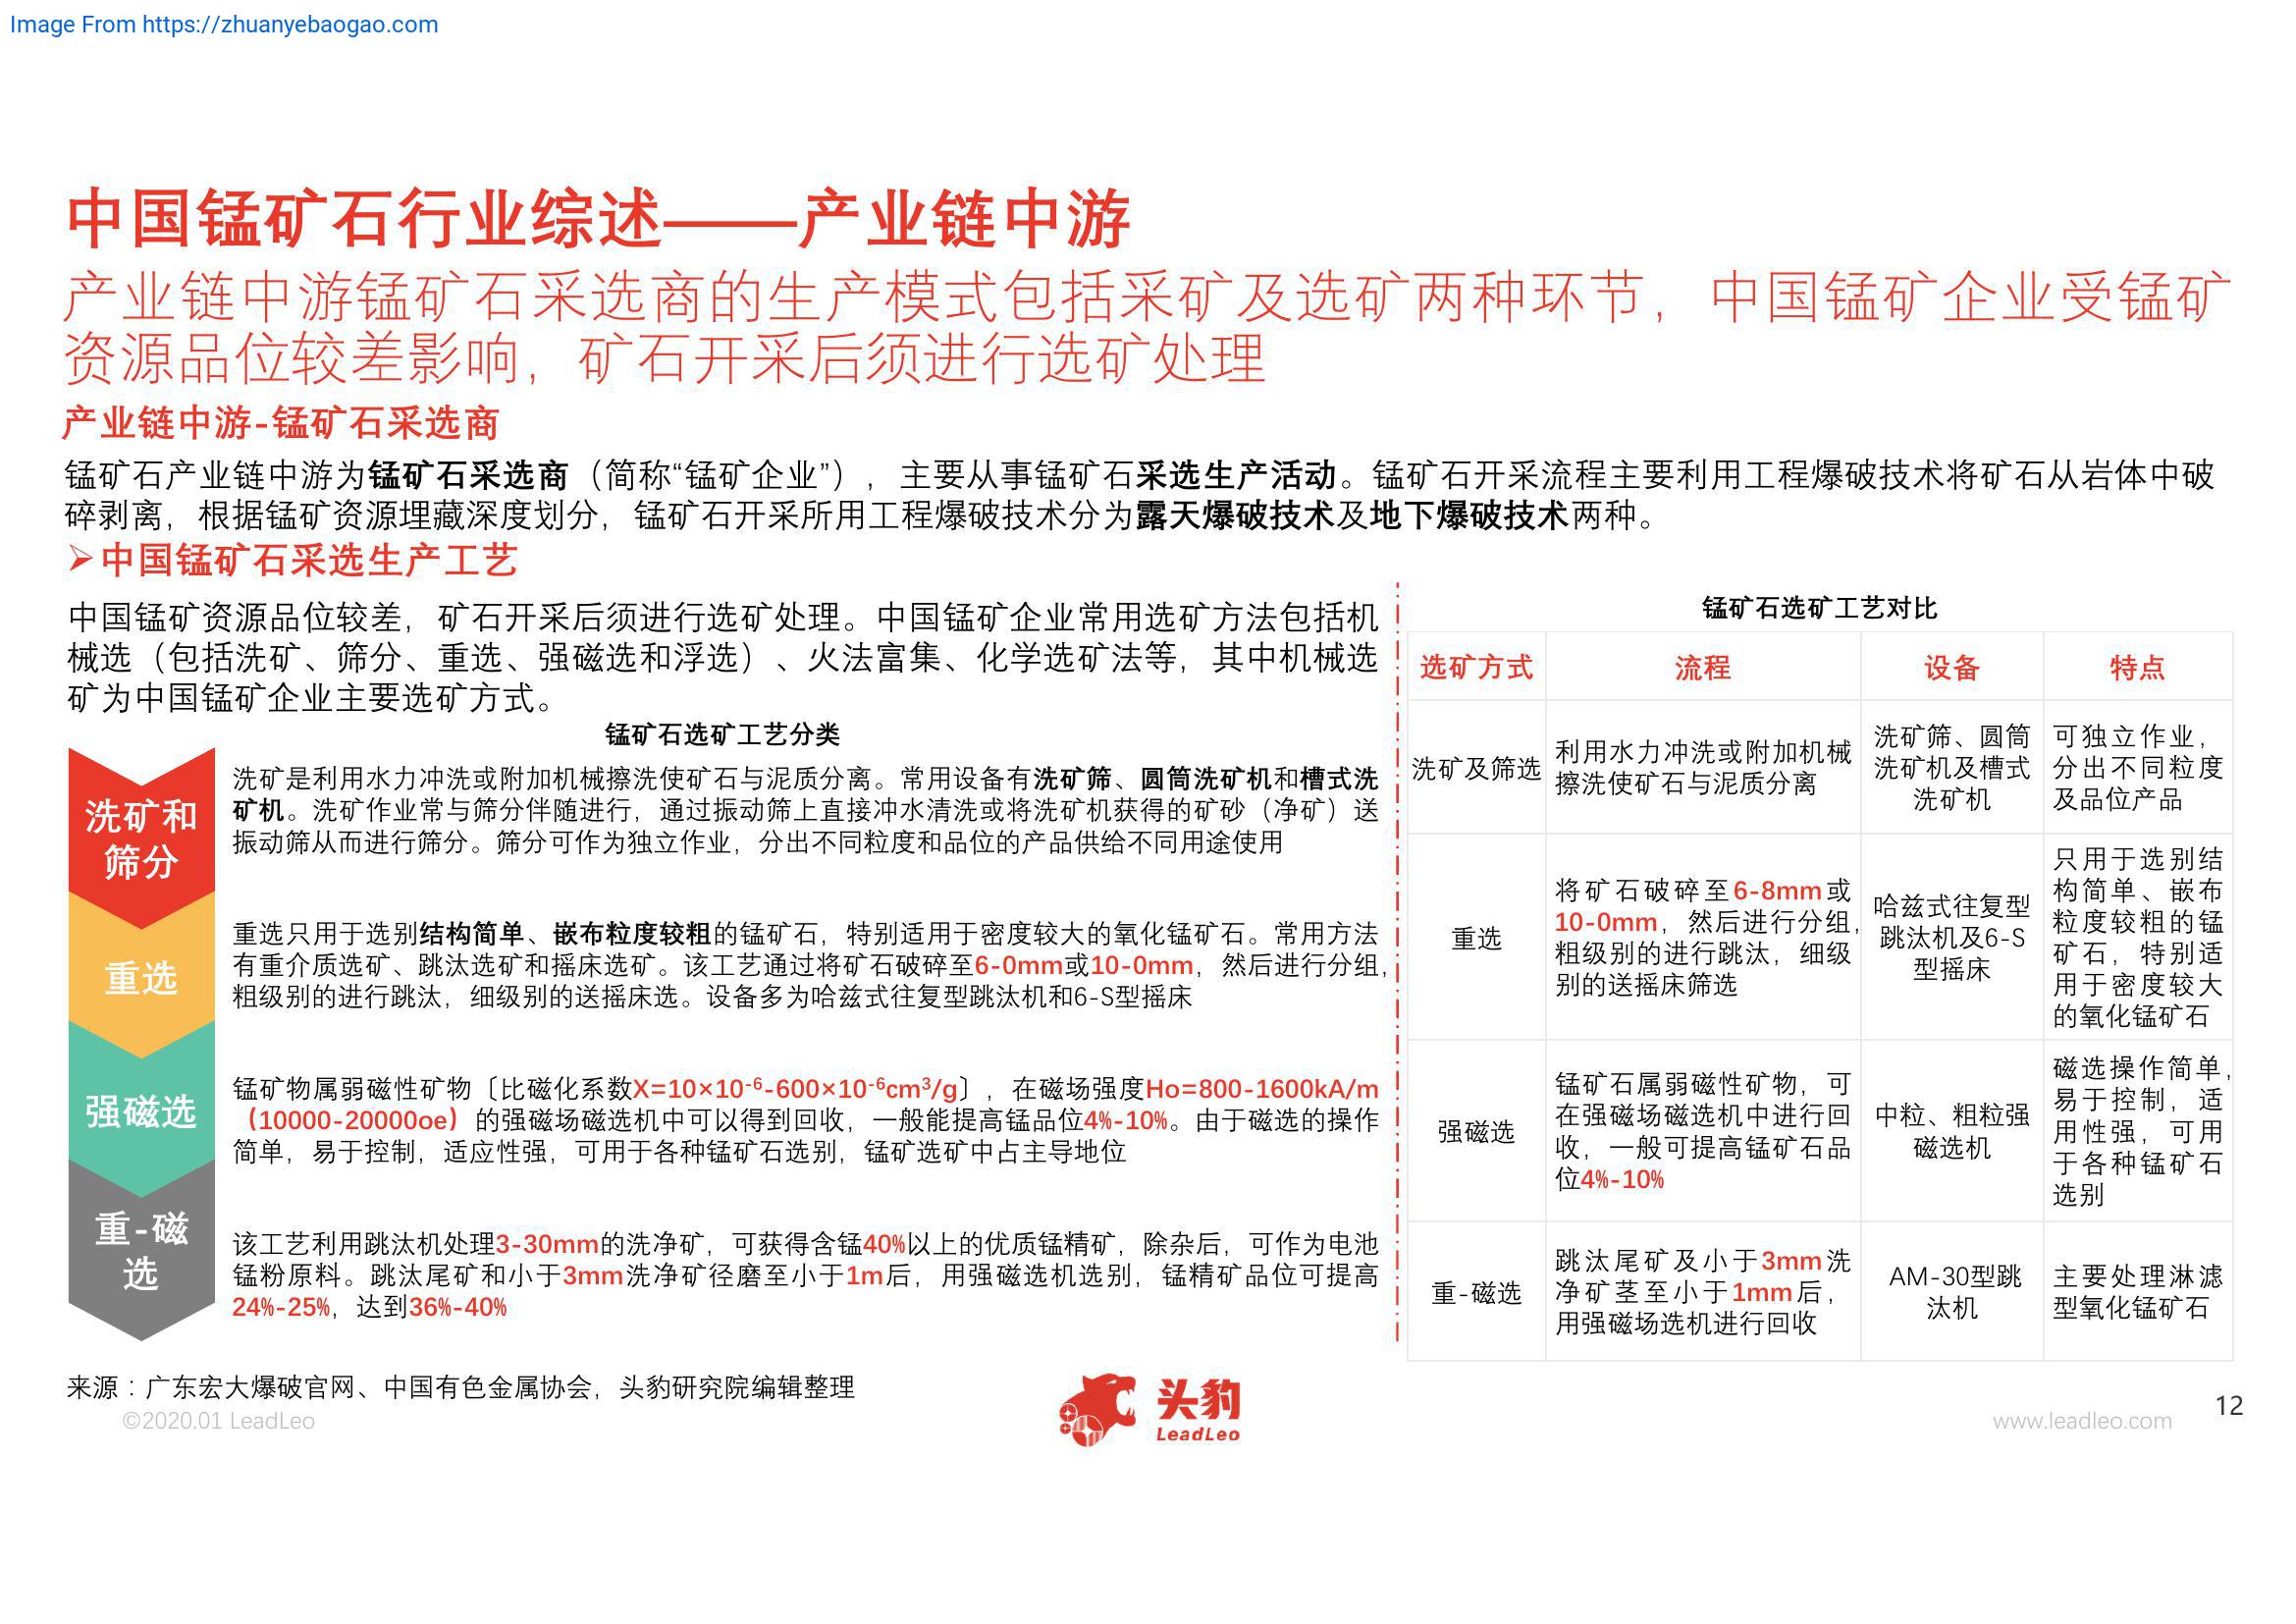 Image From https://zhuanyebaogao.com
中国锰矿石行业综述——产业链中游
产业链中游锰矿石采选商的生产模式包括采矿及选矿两种环节，中国锰矿企业受锰矿
资源品位较差影响，矿石开采后须进行选矿处理
产业链中游-锰矿石采选商
锰矿石产业链中游为锰矿石采选商（简称“锰矿企业”），主要从事锰矿石采选生产活动。锰矿石开采流程主要利用工程爆破技术将矿石从岩体中破
碎剥离，根据锰矿资源埋藏深度划分，锰矿石开采所用工程爆破技术分为露天爆破技术及地下爆破技术两种。
➢中国锰矿石采选生产工艺
中国锰矿资源品位较差，矿石开采后须进行选矿处理。中国锰矿企业常用选矿方法包括机
械选（包括洗矿、筛分、重选、强磁选和浮选）、火法富集、化学选矿法等，其中机械选
矿为中国锰矿企业主要选矿方式。
锰矿石选矿工艺分类
洗矿和
筛分
洗矿是利用水力冲洗或附加机械擦洗使矿石与泥质分离。常用设备有洗矿筛、圆筒洗矿机和槽式洗
矿机。洗矿作业常与筛分伴随进行，通过振动筛上直接冲水清洗或将洗矿机获得的矿砂（净矿）送
振动筛从而进行筛分。筛分可作为独立作业，分出不同粒度和品位的产品供给不同用途使用
重选
重选只用于选别结构简单、嵌布粒度较粗的锰矿石，特别适用于密度较大的氧化锰矿石。常用方法
有重介质选矿、跳汰选矿和摇床选矿。该工艺通过将矿石破碎至6-0mm或10-0mm，然后进行分组，
粗级别的进行跳汰，细级别的送摇床选。设备多为哈兹式往复型跳汰机和6-S型摇床
强磁选
锰矿物属弱磁性矿物〔比磁化系数X=10×10⁻⁶-600×10⁻⁶cm³/g〕，在磁场强度Ho=800-1600kA/m
（10000-20000oe）的强磁场磁选机中可以得到回收，一般能提高锰品位4%-10%。由于磁选的操作
简单，易于控制，适应性强，可用于各种锰矿石选别，锰矿选矿中占主导地位
重-磁
选
该工艺利用跳汰机处理3-30mm的洗净矿，可获得含锰40%以上的优质锰精矿，除杂后，可作为电池
锰粉原料。跳汰尾矿和小于3mm洗净矿径磨至小于1m后，用强磁选机选别，锰精矿品位可提高
24%-25%，达到36%-40%
锰矿石选矿工艺对比
选矿方式 流程 设备 特点
洗矿及筛选
利用水力冲洗或附加机械
擦洗使矿石与泥质分离
洗矿筛、圆筒
洗矿机及槽式
洗矿机
可独立作业，
分出不同粒度
及品位产品
重选
将矿石破碎至6-8mm或
10-0mm，然后进行分组，
粗级别的进行跳汰，细级
别的送摇床筛选
哈兹式往复型
跳汰机及6-S
型摇床
只用于选别结
构简单、嵌布
粒度较粗的锰
矿石，特别适
用于密度较大
的氧化锰矿石
强磁选
锰矿石属弱磁性矿物，可
在强磁场磁选机中进行回
收，一般可提高锰矿石品
位4%-10%
中粒、粗粒强
磁选机
磁选操作简单，
易于控制，适
用性强，可用
于各种锰矿石
选别
重-磁选
跳汰尾矿及小于3mm洗
净矿茎至小于1mm后，
用强磁场选机进行回收
AM-30型跳
汰机
主要处理淋滤
型氧化锰矿石
来源：广东宏大爆破官网、中国有色金属协会，头豹研究院编辑整理
©2020.01 LeadLeo
头豹
LeadLeo
www.leadleo.com
12